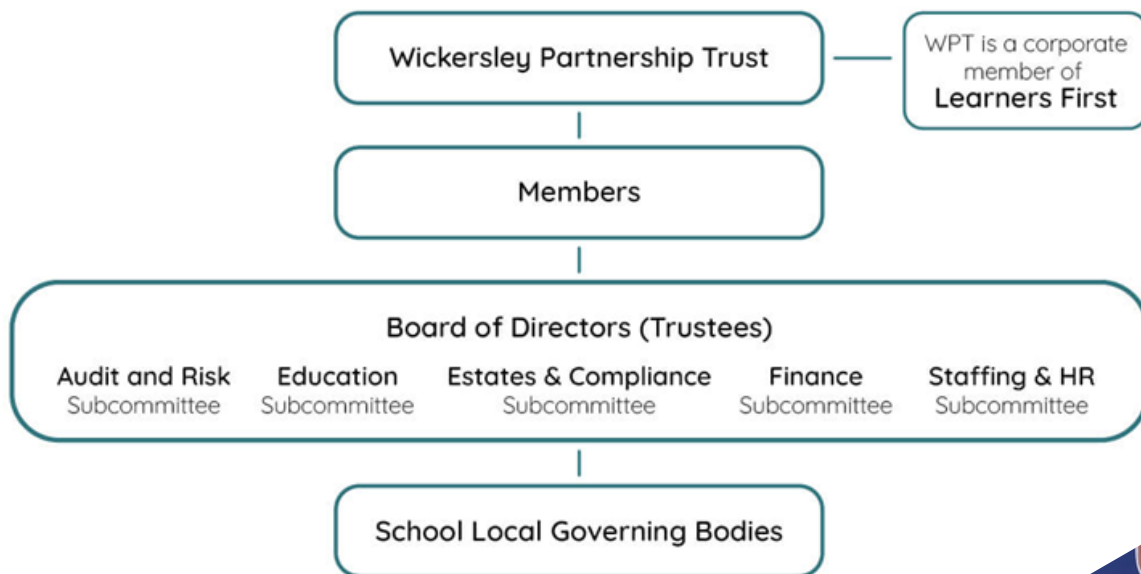 Wickersley Partnership Trust
WPT is a corporate
member of
Learners First
Members
Board of Directors (Trustees)
Audit and Risk
Subcommittee
Education
Subcommittee
Estates & Compliance
Subcommittee
Finance
Subcommittee
Staffing & HR
Subcommittee
School Local Governing Bodies